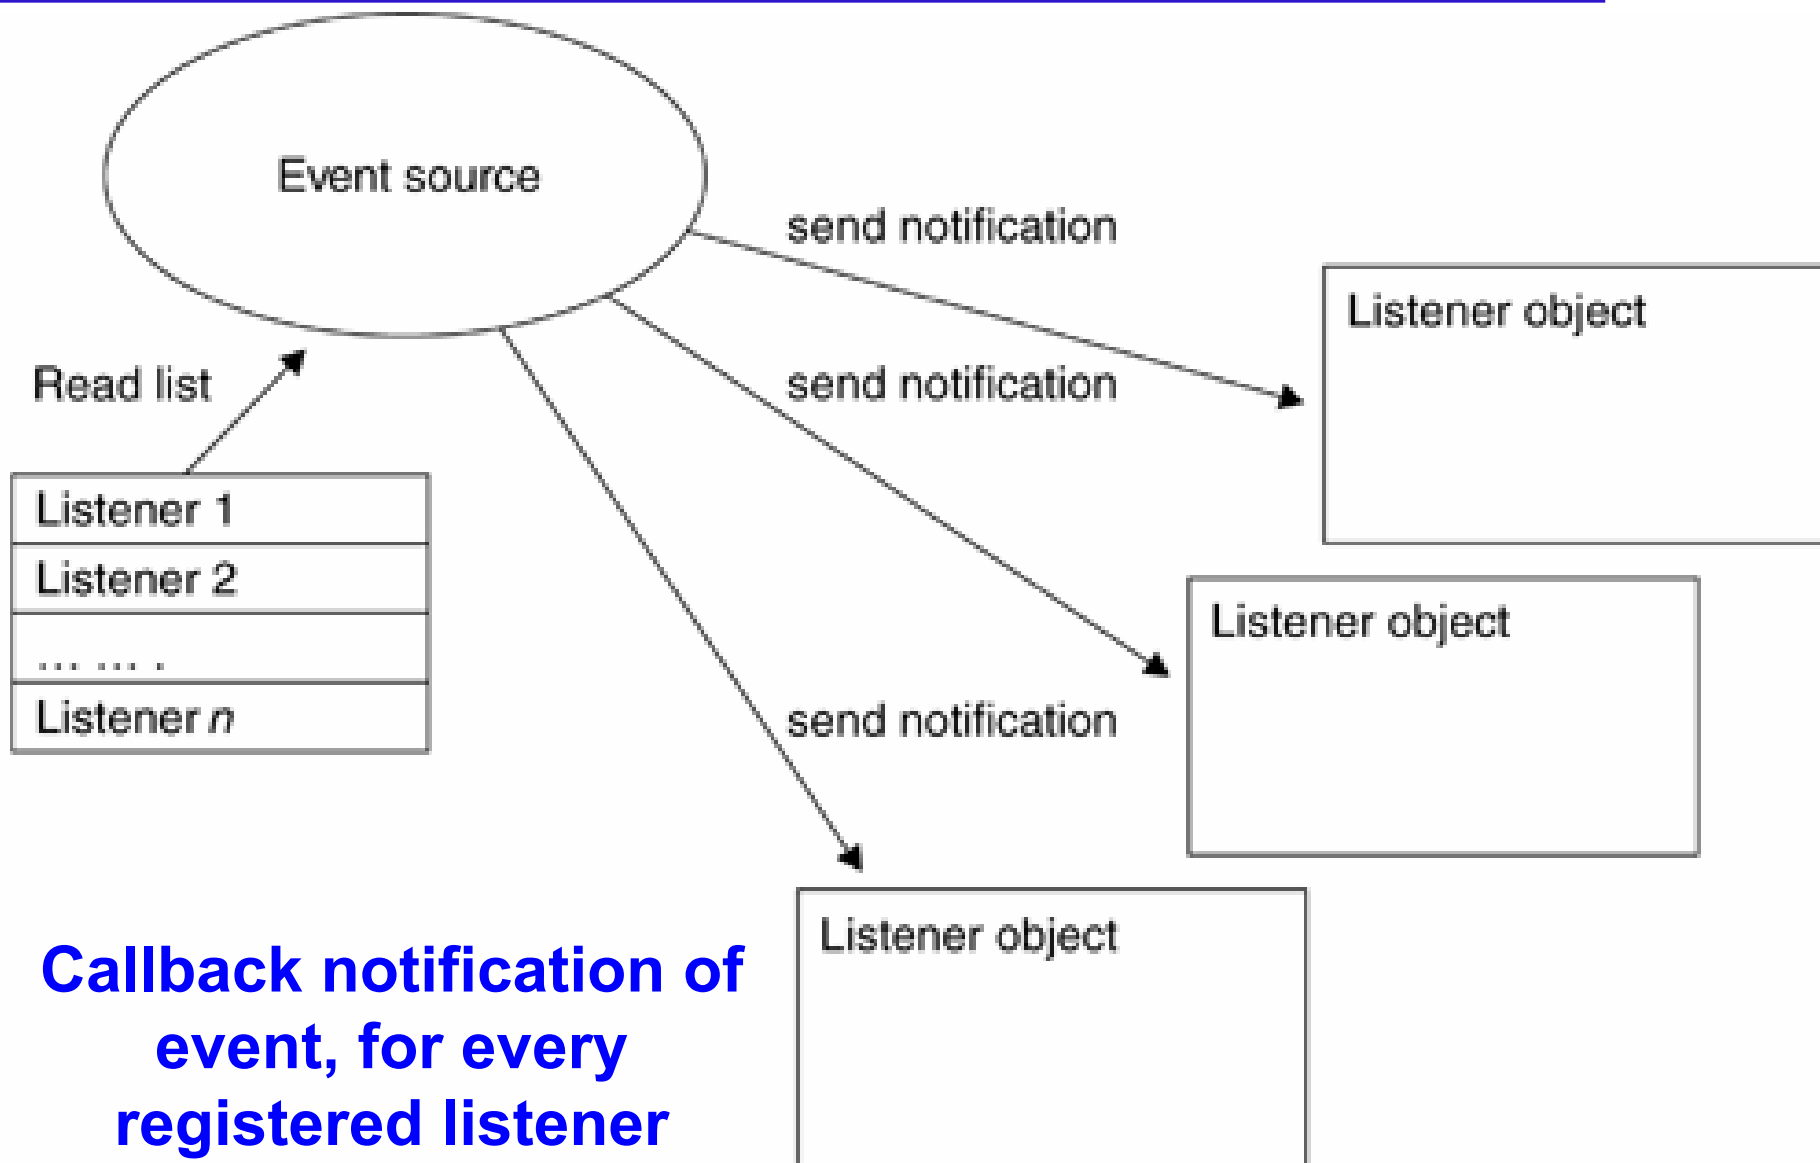 Event source
send notification
Listener object
Read list
send notification
Listener 1
Listener 2
... ... .
Listener n
Listener object
send notification
Listener object
Callback notification of
event, for every
registered listener